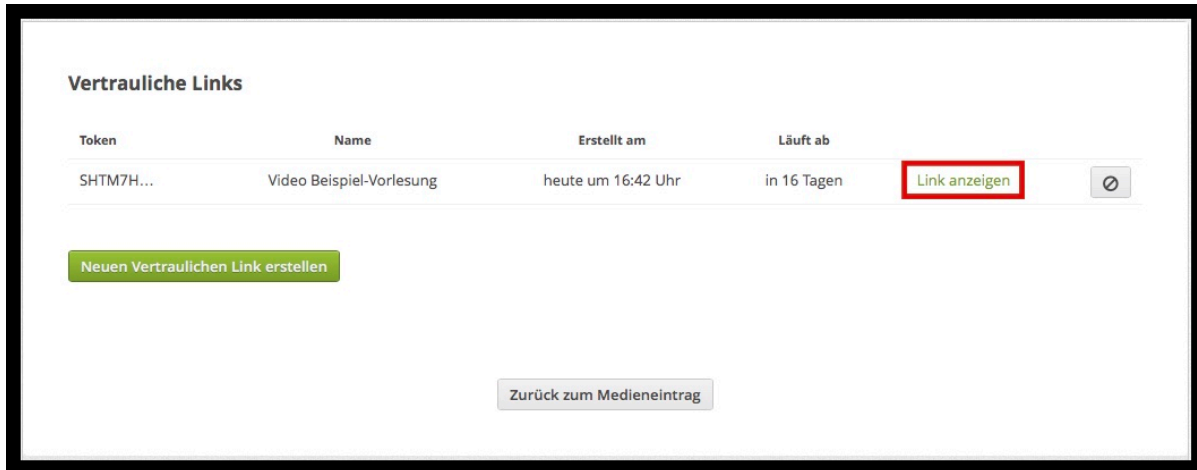 Vertrauliche Links
Token Name Erstellt am Läuft ab
SHTM7H... Video Beispiel-Vorlesung heute um 16:42 Uhr in 16 Tagen Link anzeigen
Neuen Vertraulichen Link erstellen
Zurück zum Medieneintrag